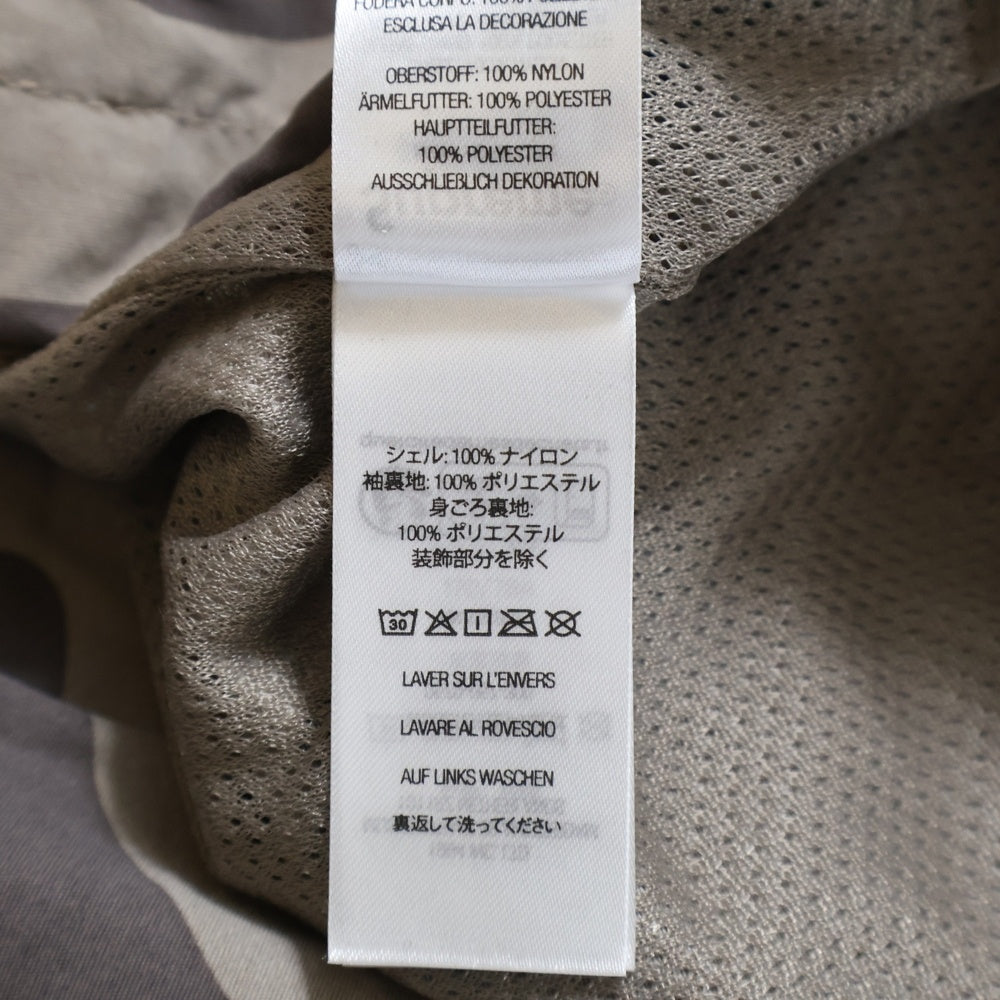 FODERA CORPO: 100%
ESCLUSA LA DECORAZIONE
OBERSTOFF: 100% NYLON
ÄRMELFUTTER: 100% POLYESTER
HAUPTTEILFUTTER:
100% POLYESTER
AUSSCHLIEßLICH DEKORATION
シェル: 100% ナイロン
袖裏地: 100% ポリエステル
身ごろ裏地:
100% ポリエステル
装飾部分を除く
30
LAVER SUR L'ENVERS
LAVARE AL ROVESCIO
AUF LINKS WASCHEN
裏返して洗ってください